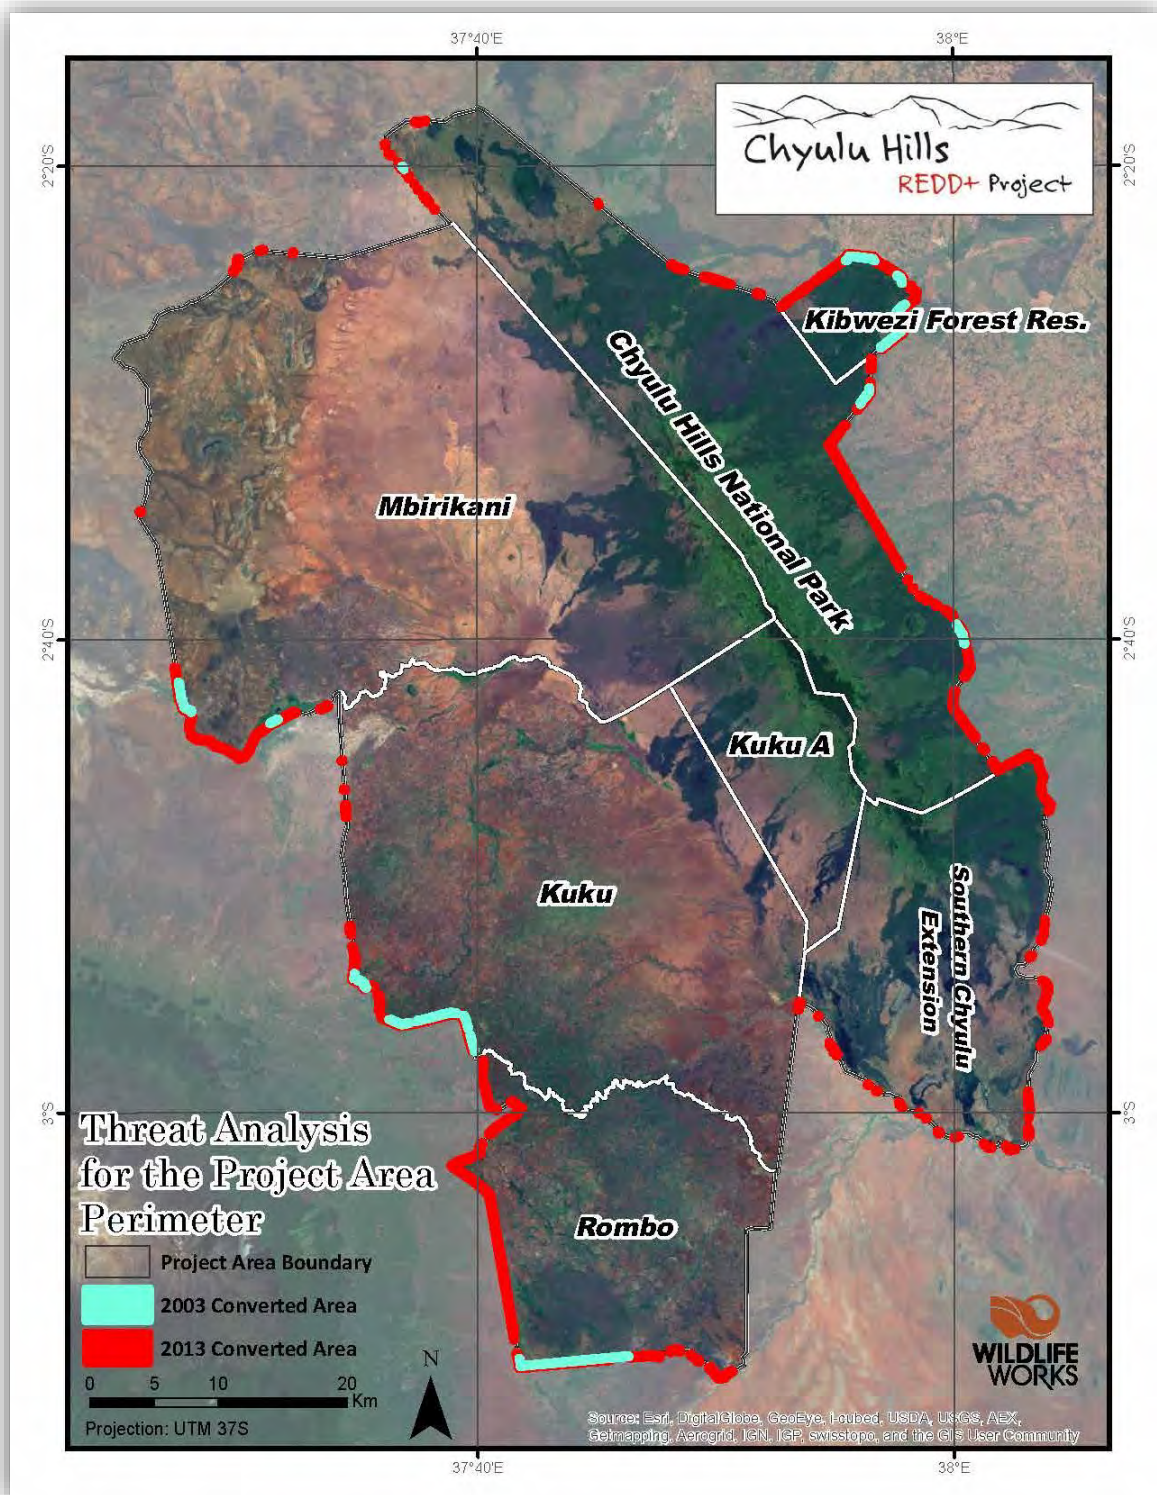 37°40'E
38°E
Chyulu Hills
REDD+ Project
2°20'S
2°20'S
Kibwezi Forest Res.
Chyulu Hills National Park
Mbirikani
2°40'S
2°40'S
Kuku A
Kuku
Southern Chyulu
Extension
3°S
3°S
Threat Analysis
for the Project Area
Perimeter
Rombo
Project Area Boundary
2003 Converted Area
2013 Converted Area
N
0 5 10 20
Km
Projection: UTM 37S
WILDLIFE
WORKS
Source: Esri, DigitalGlobe, GeoEye, i-cubed, USDA, USGS, AEX,
Getmapping, Aerogrid, IGN, IGP, swisstopo, and the GIS User Community
37°40'E
38°E